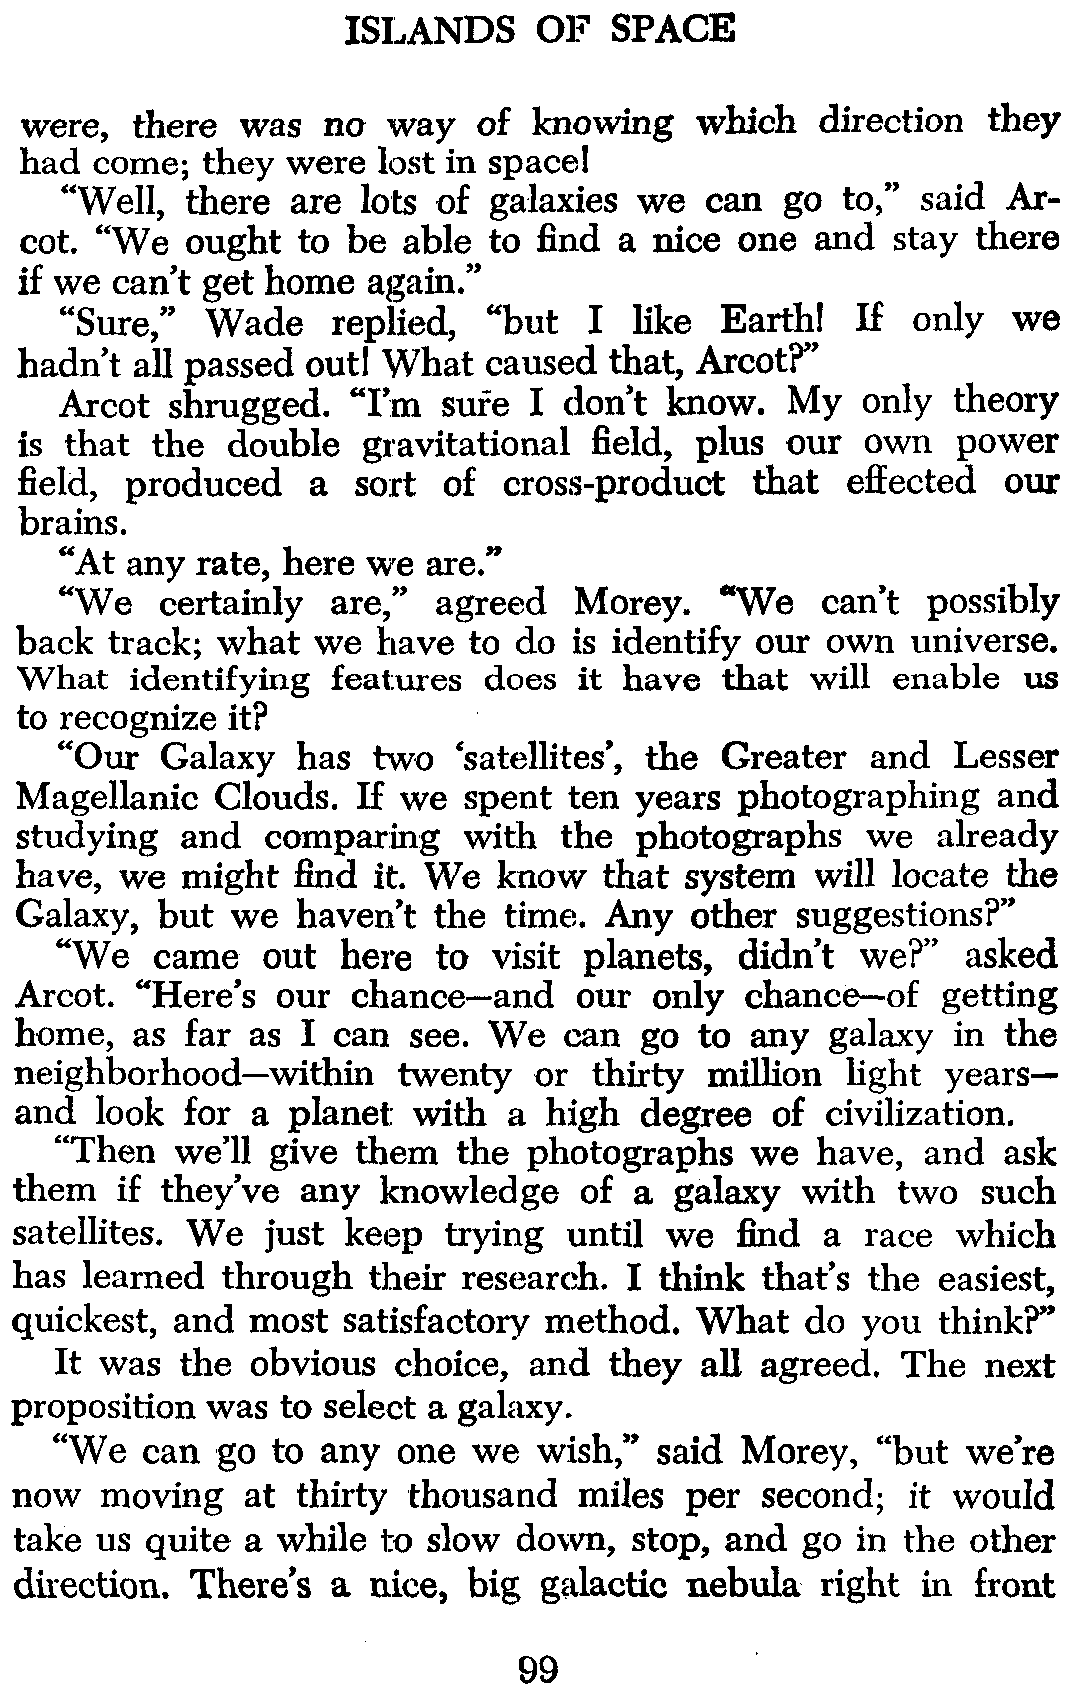 ISLANDS OF SPACE
were, there was no way of knowing which direction they
had come; they were lost in space!
“Well, there are lots of galaxies we can go to,” said Ar-
cot. “We ought to be able to find a nice one and stay there
if we can’t get home again.”
“Sure,” Wade replied, “but I like Earth! If only we
hadn’t all passed out! What caused that, Arcot?”
Arcot shrugged. “I’m sure I don’t know. My only theory
is that the double gravitational field, plus our own power
field, produced a sort of cross-product that effected our
brains.
“At any rate, here we are.”
“We certainly are,” agreed Morey. “We can’t possibly
back track; what we have to do is identify our own universe.
What identifying features does it have that will enable us
to recognize it?
“Our Galaxy has two ‘satellites’, the Greater and Lesser
Magellanic Clouds. If we spent ten years photographing and
studying and comparing with the photographs we already
have, we might find it. We know that system will locate the
Galaxy, but we haven’t the time. Any other suggestions?”
“We came out here to visit planets, didn’t we?” asked
Arcot. “Here’s our chance—and our only chance—of getting
home, as far as I can see. We can go to any galaxy in the
neighborhood—within twenty or thirty million light years—
and look for a planet with a high degree of civilization.
“Then we’ll give them the photographs we have, and ask
them if they’ve any knowledge of a galaxy with two such
satellites. We just keep trying until we find a race which
has learned through their research. I think that’s the easiest,
quickest, and most satisfactory method. What do you think?”
It was the obvious choice, and they all agreed. The next
proposition was to select a galaxy.
“We can go to any one we wish,” said Morey, “but we’re
now moving at thirty thousand miles per second; it would
take us quite a while to slow down, stop, and go in the other
direction. There’s a nice, big galactic nebula right in front
99